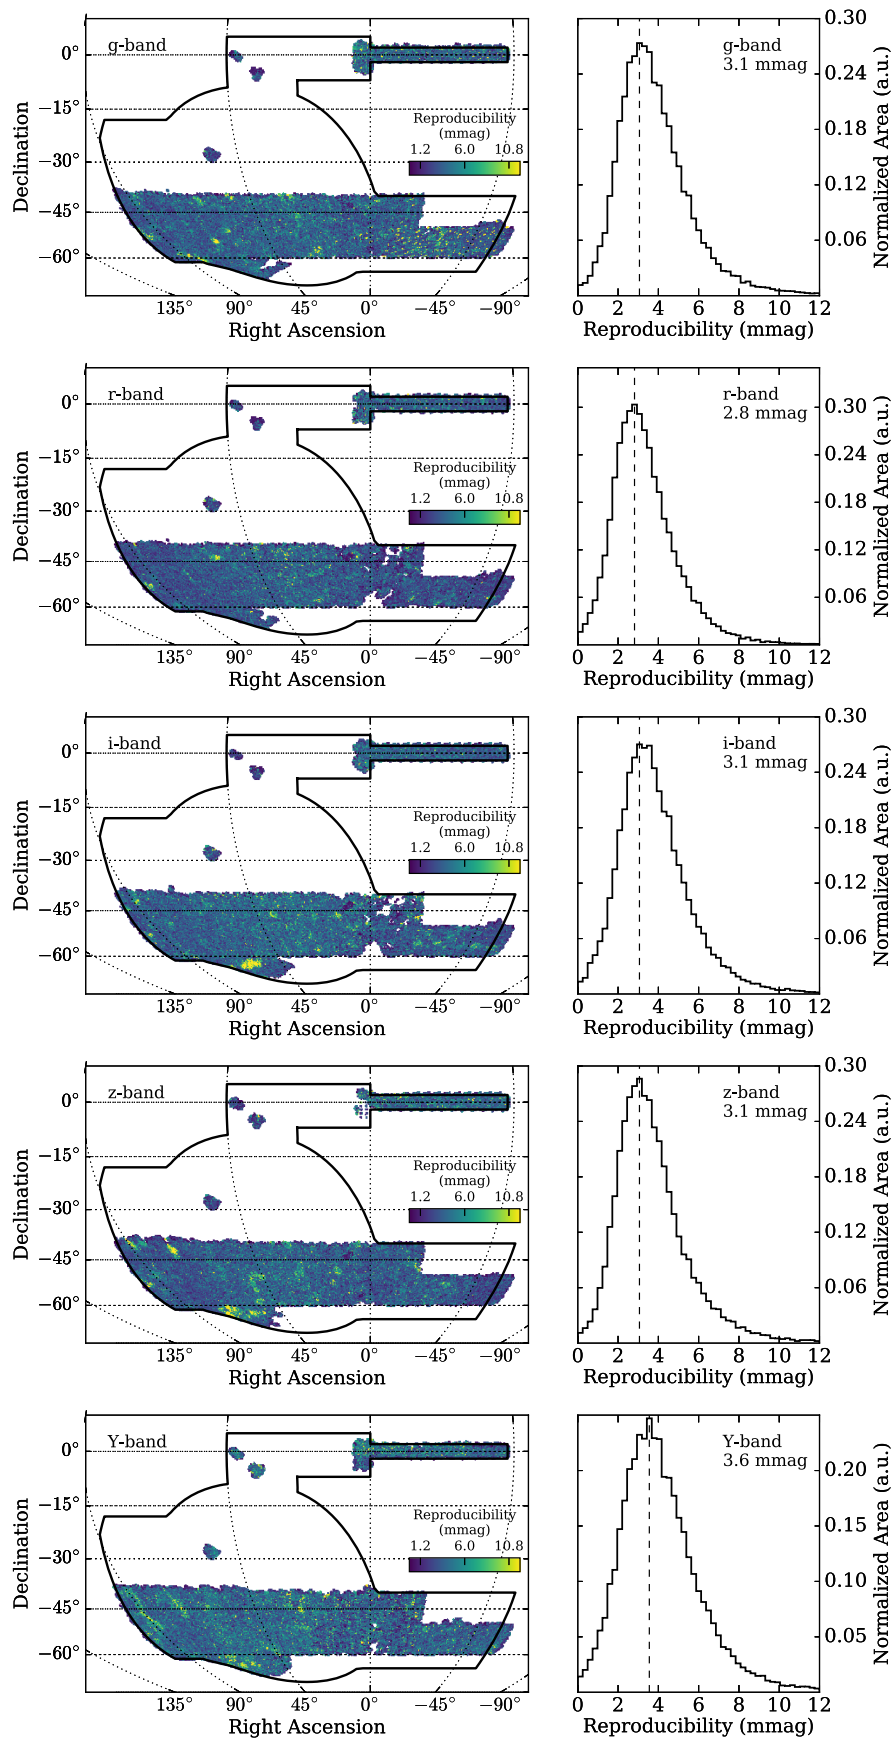 g-band
0°
−15°
−30°
−45°
−60°
Declination
Reproducibility
(mmag)
1.2 6.0 10.8
135° 90° 45° 0° −45° −90°
Right Ascension
g-band
3.1 mmag
0.30
0.26
0.18
0.12
0.06
Normalized Area (a.u.)
0 2 4 6 8 10 12
Reproducibility (mmag)
r-band
0°
−15°
−30°
−45°
−60°
Declination
Reproducibility
(mmag)
1.2 6.0 10.8
135° 90° 45° 0° −45° −90°
Right Ascension
r-band
2.8 mmag
0.30
0.24
0.18
0.12
0.06
Normalized Area (a.u.)
0 2 4 6 8 10 12
Reproducibility (mmag)
i-band
0°
−15°
−30°
−45°
−60°
Declination
Reproducibility
(mmag)
1.2 6.0 10.8
135° 90° 45° 0° −45° −90°
Right Ascension
i-band
3.1 mmag
0.30
0.26
0.18
0.12
0.06
Normalized Area (a.u.)
0 2 4 6 8 10 12
Reproducibility (mmag)
z-band
0°
−15°
−30°
−45°
−60°
Declination
Reproducibility
(mmag)
1.2 6.0 10.8
135° 90° 45° 0° −45° −90°
Right Ascension
z-band
3.1 mmag
0.30
0.26
0.18
0.12
0.06
Normalized Area (a.u.)
0 2 4 6 8 10 12
Reproducibility (mmag)
Y-band
0°
−15°
−30°
−45°
−60°
Declination
Reproducibility
(mmag)
1.2 6.0 10.8
135° 90° 45° 0° −45° −90°
Right Ascension
Y-band
3.6 mmag
0.20
0.15
0.10
0.05
Normalized Area (a.u.)
0 2 4 6 8 10 12
Reproducibility (mmag)